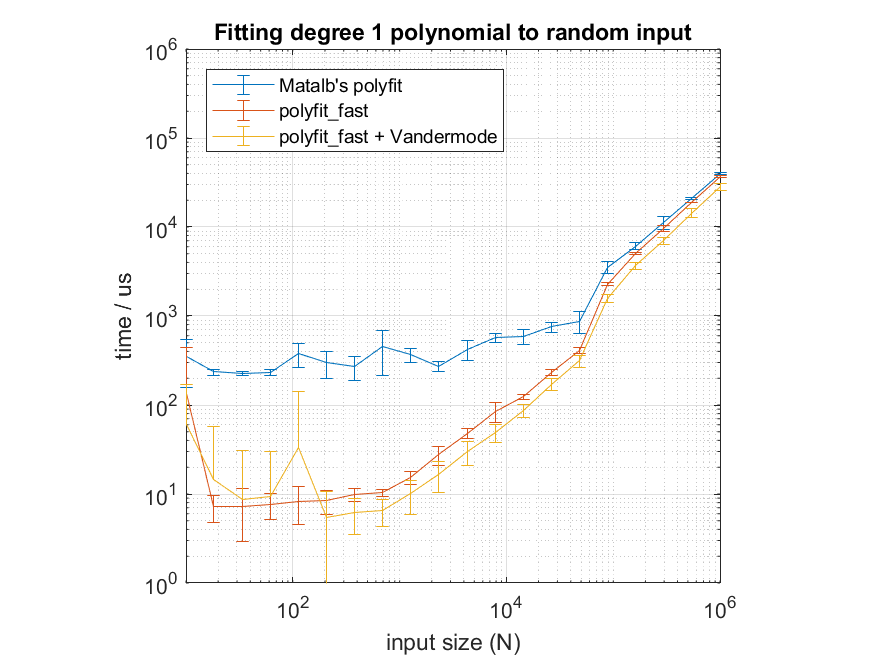 Fitting degree 1 polynomial to random input
10^6
Matalb's polyfit
polyfit_fast
polyfit_fast + Vandermode
10^5
10^4
10^3
10^2
10^1
10^0
time / us
10^2
10^4
10^6
input size (N)